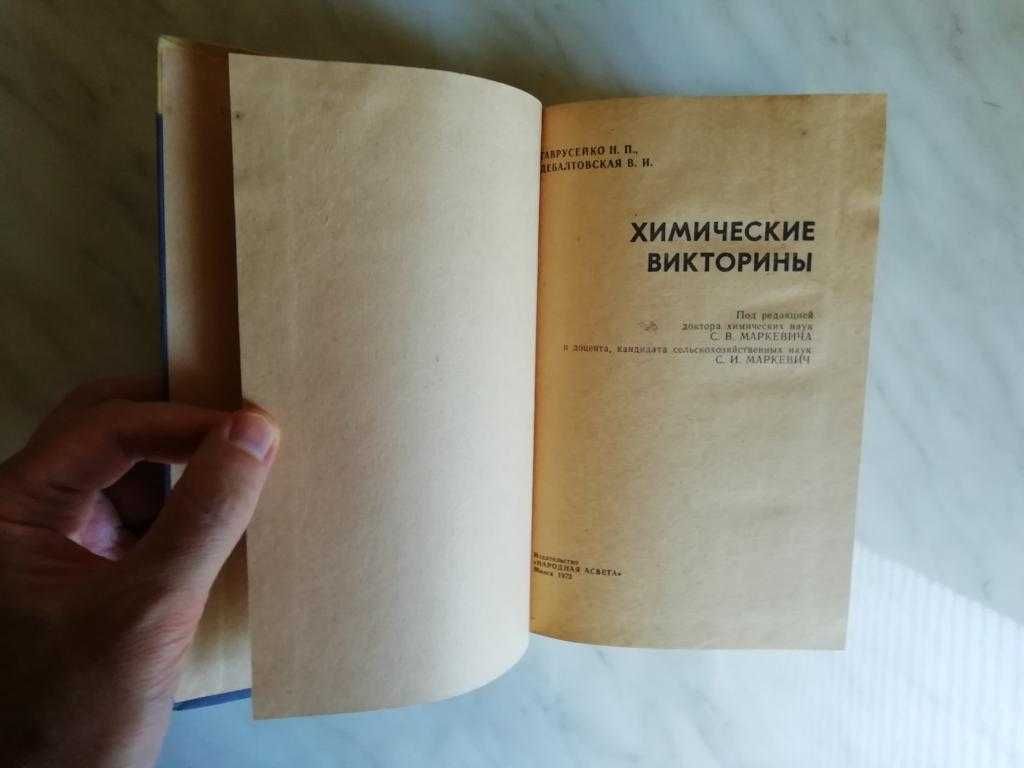 ГАВРУСЕЙКО Н. П.,
ДЕБАЛТОВСКАЯ В. И.
ХИМИЧЕСКИЕ
ВИКТОРИНЫ
Под редакцией
доктора химических наук
С. В. МАРКЕВИЧА
и доцента, кандидата сельскохозяйственных наук
С. И. МАРКЕВИЧ
Издательство
«НАРОДНАЯ АСВЕТА»
Минск 1972